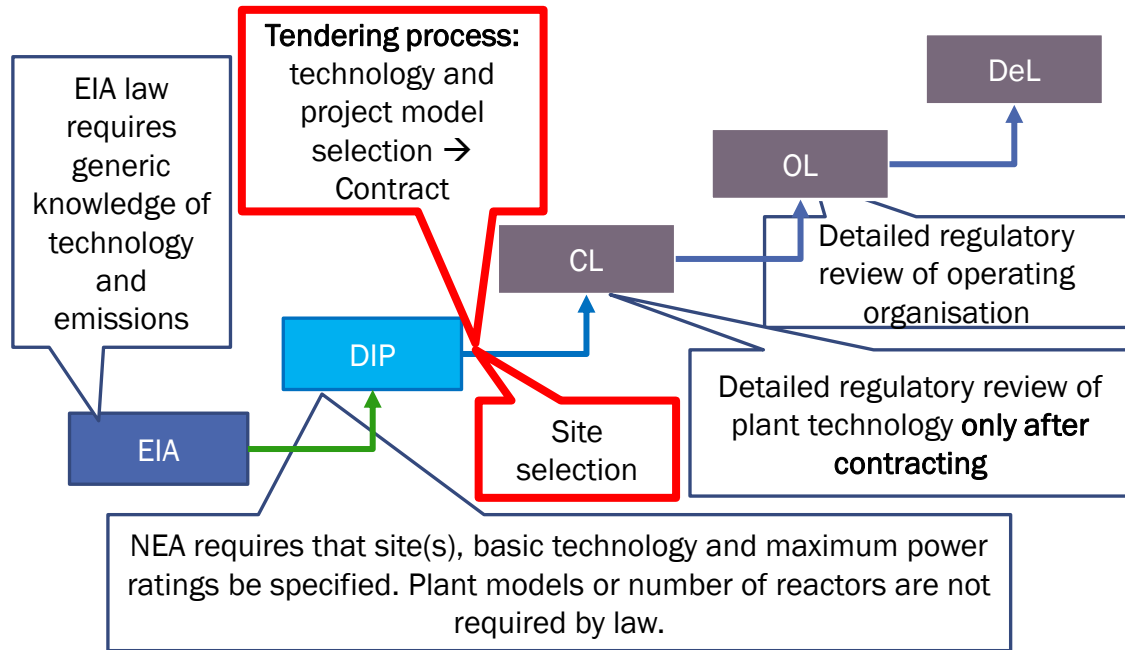 Tendering process:
technology and
project model
selection →
Contract
EIA law
requires
generic
knowledge of
technology
and
emissions
DeL
OL
Detailed regulatory
review of operating
organisation
CL
DIP
Detailed regulatory review of
plant technology only after
contracting
Site
selection
EIA
NEA requires that site(s), basic technology and maximum power
ratings be specified. Plant models or number of reactors are not
required by law.